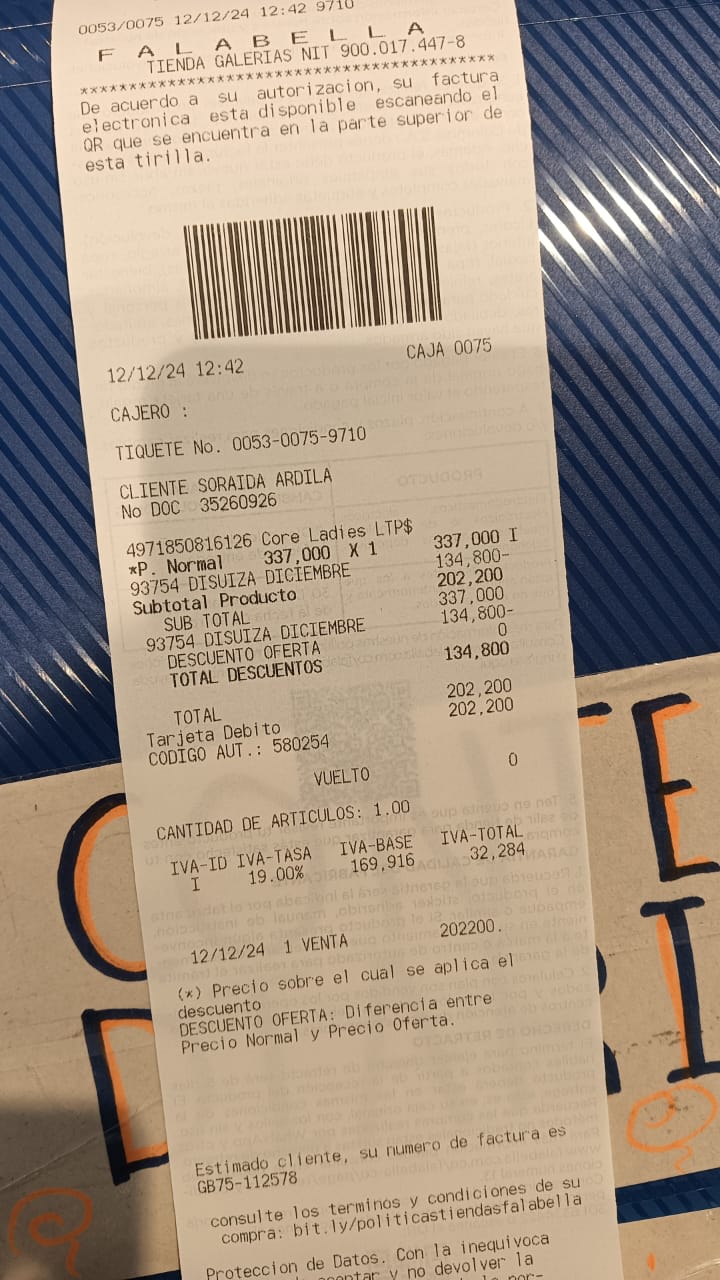 0053/0075 12/12/24 12:42 9710
F A L A B E L L A
TIENDA GALERIAS NIT 900.017.447-8
******************************************
De acuerdo a su autorizacion, su factura
electronica esta disponible escaneando el
QR que se encuentra en la parte superior de
esta tirilla.
12/12/24 12:42 CAJA 0075
CAJERO :
TIQUETE No. 0053-0075-9710
CLIENTE SORAIDA ARDILA
No DOC 35260926
4971850816126 Core Ladies LTP$
*P. Normal 337,000 X 1 337,000 I
93754 DISUIZA DICIEMBRE 134,800-
Subtotal Producto 202,200
SUB TOTAL 337,000
93754 DISUIZA DICIEMBRE 134,800-
DESCUENTO OFERTA 0
TOTAL DESCUENTOS 134,800
TOTAL 202,200
Tarjeta Debito 202,200
CODIGO AUT.: 580254
VUELTO 0
CANTIDAD DE ARTICULOS: 1.00
IVA-ID IVA-TASA IVA-BASE IVA-TOTAL
I 19.00% 169,916 32,284
12/12/24 1 VENTA 202200.
(*) Precio sobre el cual se aplica el
descuento
DESCUENTO OFERTA: Diferencia entre
Precio Normal y Precio Oferta.
Estimado cliente, su numero de factura es
GB75-112578
consulte los terminos y condiciones de su
compra: bit.ly/politicastiendasfalabella
Proteccion de Datos. Con la inequivoca
y no devolver la